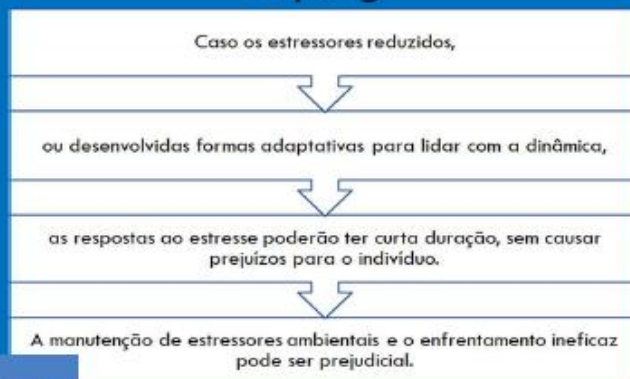 Caso os estressores reduzidos,
ou desenvolvidas formas adaptativas para lidar com a dinâmica,
as respostas ao estresse poderão ter curta duração, sem causar
prejuízos para o indivíduo.
A manutenção de estressores ambientais e o enfrentamento ineficaz
pode ser prejudicial.